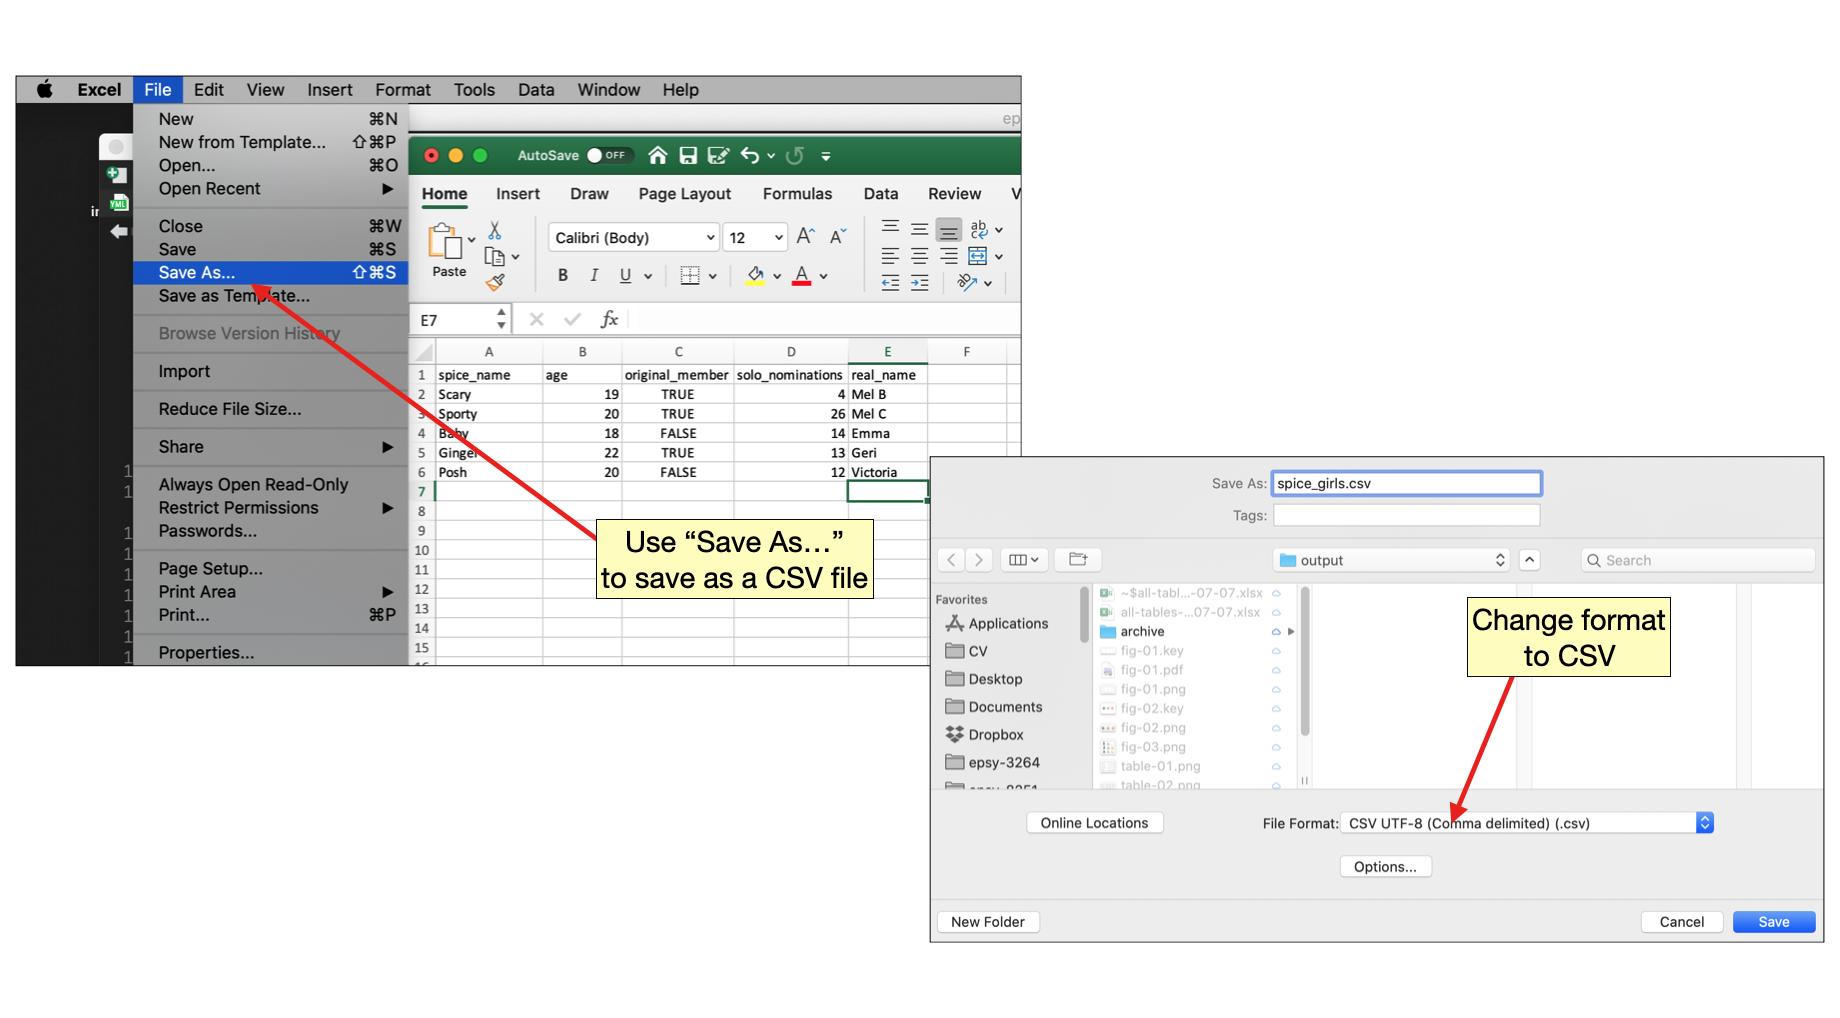 Excel File Edit View Insert Format Tools Data Window Help
New ⌘N
New from Template... ⇧⌘P
Open... ⌘O
Open Recent ▶
Close ⌘W
Save ⌘S
Save As... ⇧⌘S
Save as Template...
Browse Version History
Import
Reduce File Size...
Share ▶
Always Open Read-Only
Restrict Permissions ▶
Passwords...
Page Setup...
Print Area ▶
Print... ⌘P
Properties...
YML
ep
AutoSave OFF
Home Insert Draw Page Layout Formulas Data Review V
Paste
Calibri (Body) 12 A A
B I U A
ab
E7 fx
A B C D E F
1 spice_name age original_member solo_nominations real_name
2 Scary 19 TRUE 4 Mel B
3 Sporty 20 TRUE 26 Mel C
4 Baby 18 FALSE 14 Emma
5 Ginger 22 TRUE 13 Geri
6 Posh 20 FALSE 12 Victoria
7
8
9
10
11
12
13
14
15
Use “Save As…”
to save as a CSV file
Save As: spice_girls.csv
Tags:
output
Search
Favorites
Applications
CV
Desktop
Documents
Dropbox
epsy-3264
~$all-tabl...-07-07.xlsx
all-tables-...07-07.xlsx
archive
fig-01.key
fig-01.pdf
fig-01.png
fig-02.key
fig-02.png
fig-03.png
table-01.png
table-02.png
Change format
to CSV
Online Locations
File Format: CSV UTF-8 (Comma delimited) (.csv)
Options...
New Folder
Cancel
Save